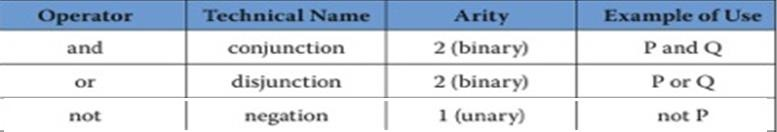 Operator Technical Name Arity Example of Use
and conjunction 2 (binary) P and Q
or disjunction 2 (binary) P or Q
not negation 1 (unary) not P